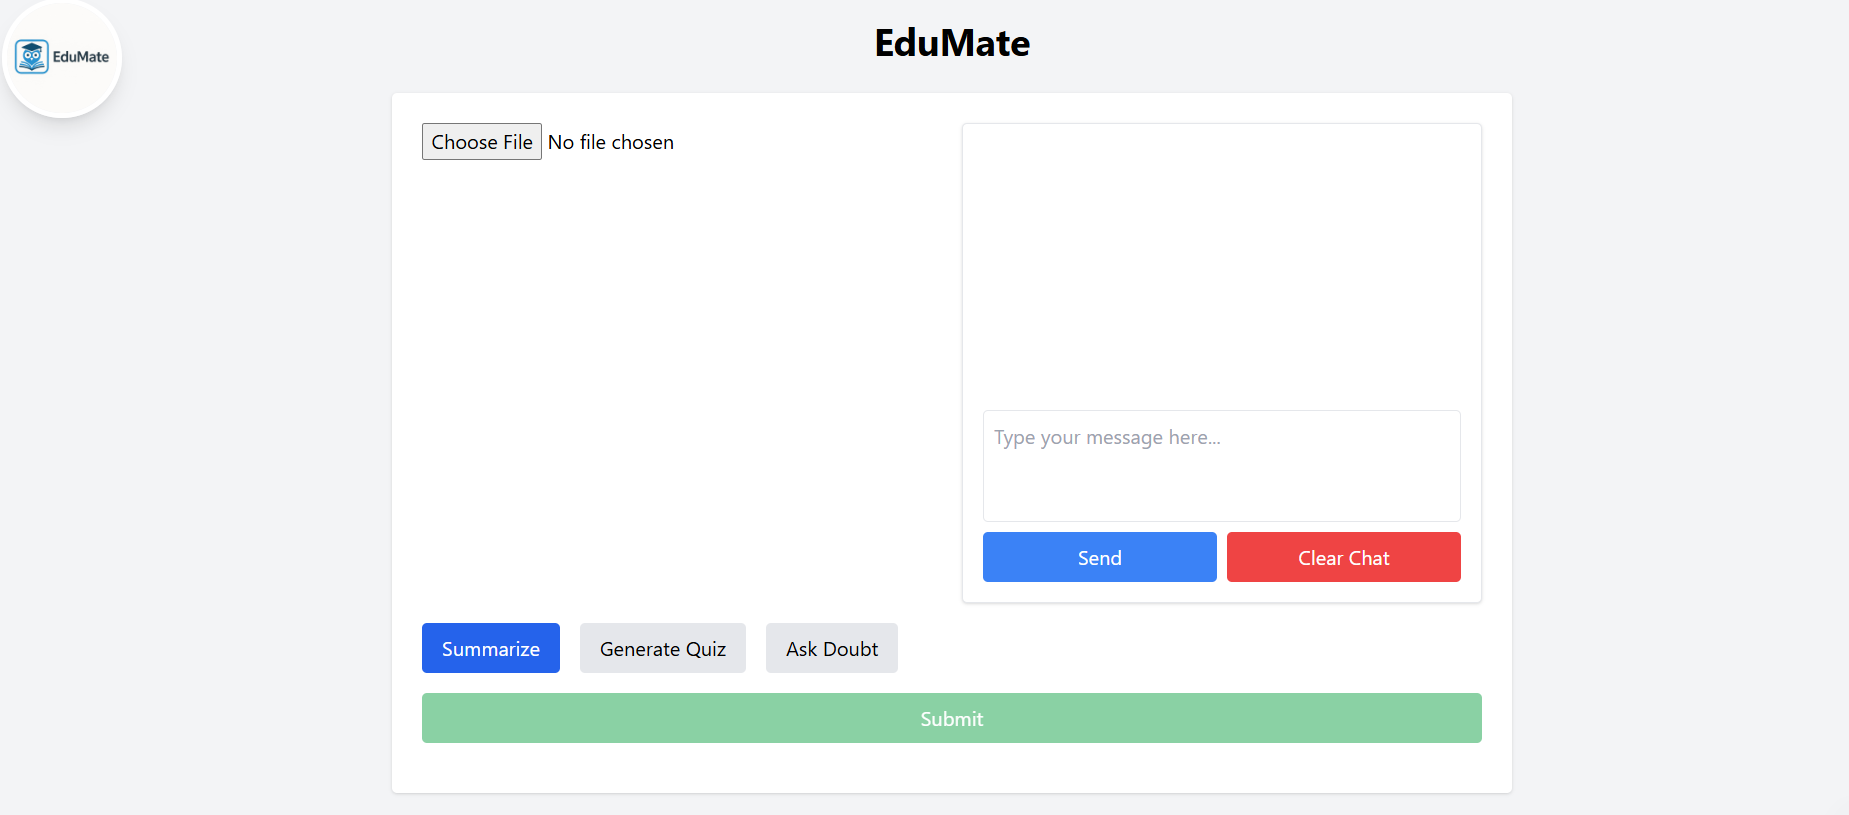 EduMate
EduMate
Choose File No file chosen
Type your message here...
Send
Clear Chat
Summarize
Generate Quiz
Ask Doubt
Submit